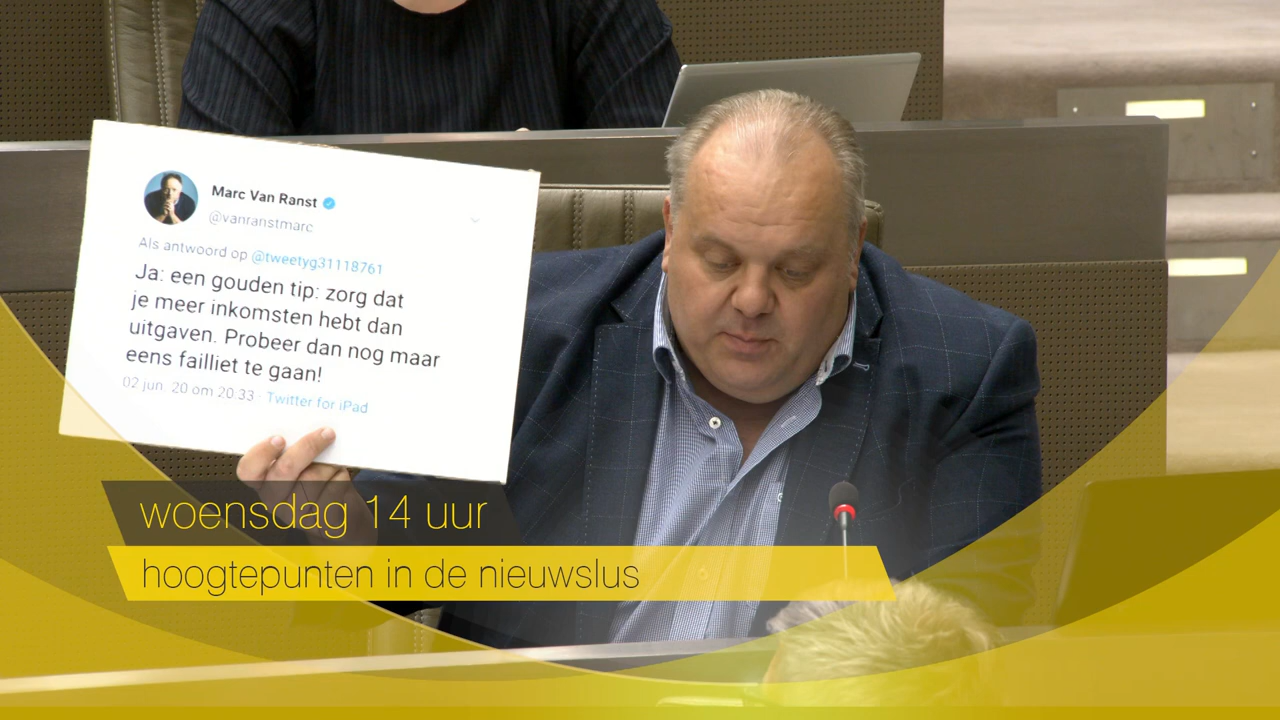 Marc Van Ranst
@vanranstmarc
Als antwoord op @tweetyg31118761
Ja: een gouden tip: zorg dat
je meer inkomsten hebt dan
uitgaven. Probeer dan nog maar
eens failliet te gaan!
02 jun. 20 om 20:33 · Twitter for iPad
woensdag 14 uur
hoogtepunten in de nieuwslus